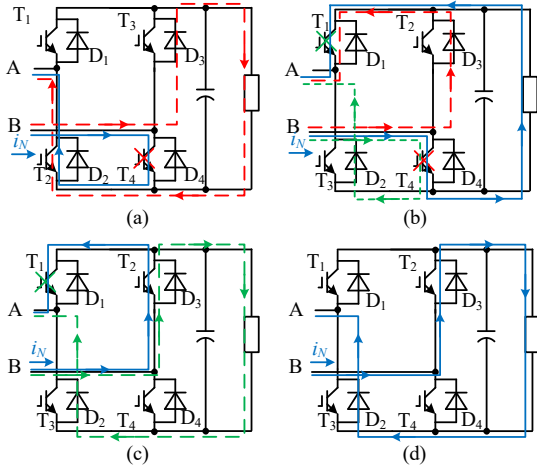 T1 T3
D1 D3
A
B
iN
T2 D2 T4 D4
(a)
T1 T2
D1 D3
A
B
iN
T3 D2 T4 D4
(b)
T1 T2
D1 D3
A
B
iN
T3 D2 T4 D4
(c)
T1 T2
D1 D3
A
B
iN
T3 D2 T4 D4
(d)